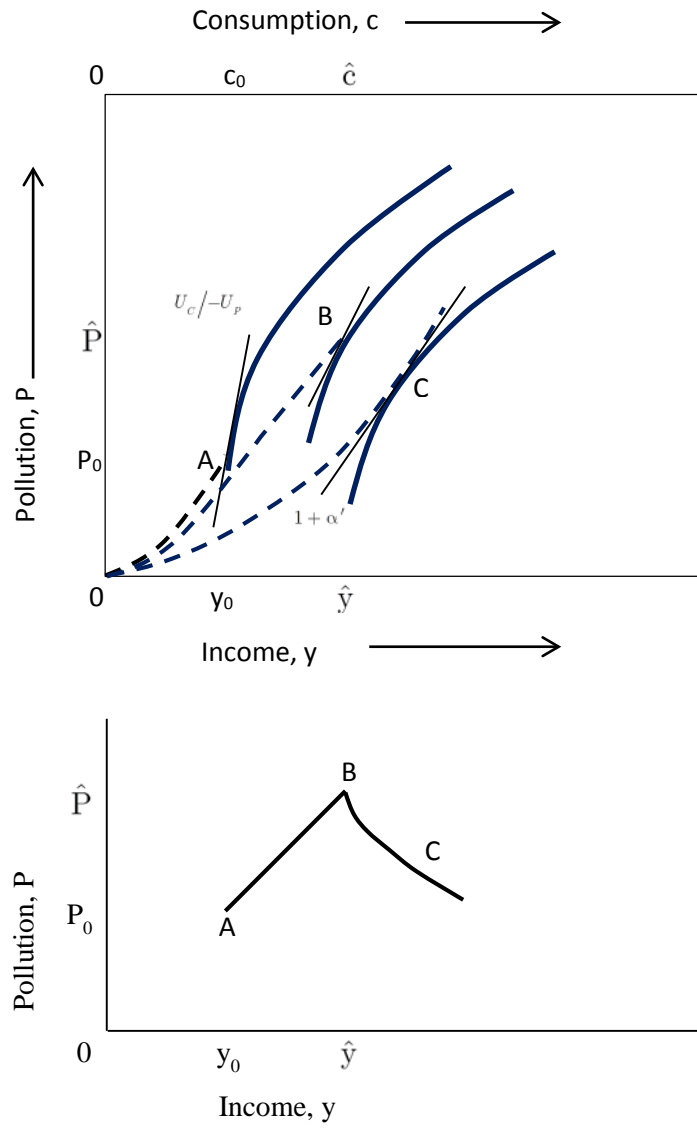 Consumption, c
0 c₀ ĉ
Pollution, P
U_C/−U_P
B
P̂
C
P₀ A
1 + α′
0 y₀ ŷ
Income, y
B
P̂
C
Pollution, P
P₀
A
0 y₀ ŷ
Income, y